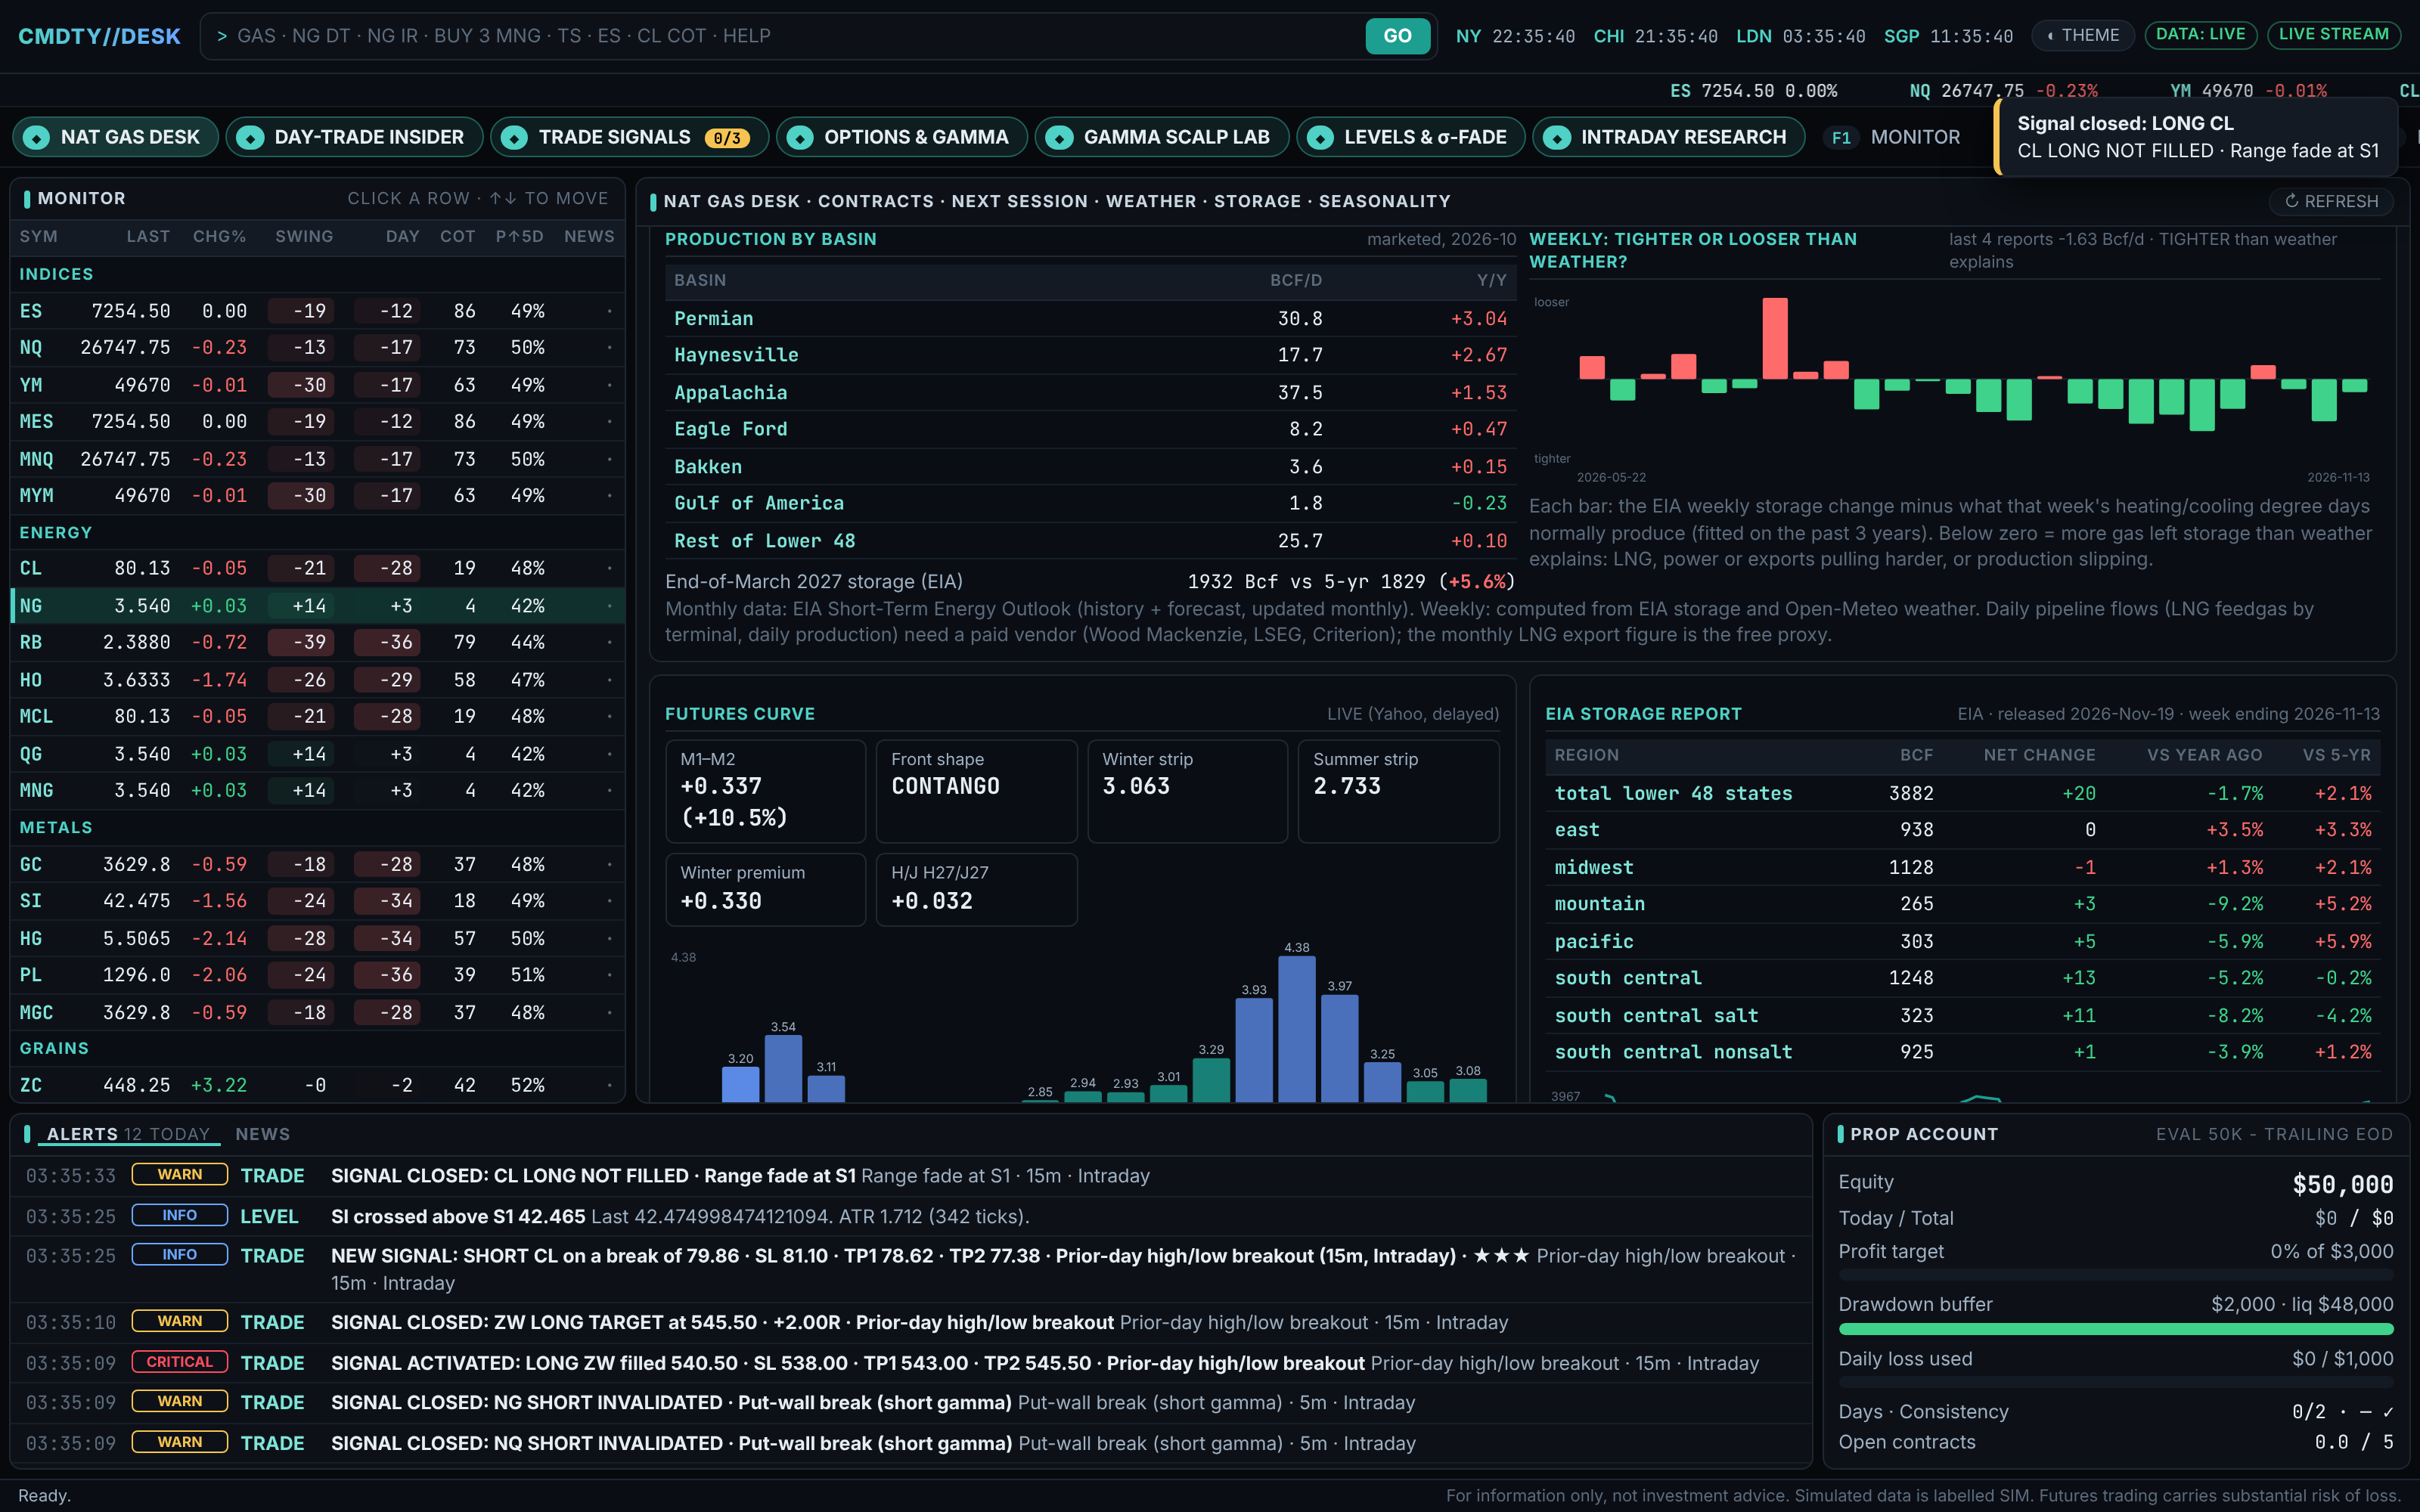 CMDTY//DESK
> GAS · NG DT · NG IR · BUY 3 MNG · TS · ES · CL COT · HELP
GO
NY 22:35:40 CHI 21:35:40 LDN 03:35:40 SGP 11:35:40
THEME
DATA: LIVE
LIVE STREAM
ES 7254.50 0.00% NQ 26747.75 -0.23% YM 49670 -0.01% CL
NAT GAS DESK
DAY-TRADE INSIDER
TRADE SIGNALS 0/3
OPTIONS & GAMMA
GAMMA SCALP LAB
LEVELS & σ-FADE
INTRADAY RESEARCH
F1 MONITOR
Signal closed: LONG CL
CL LONG NOT FILLED · Range fade at S1
MONITOR CLICK A ROW · ↑↓ TO MOVE
SYM LAST CHG% SWING DAY COT P↑5D NEWS
INDICES
ES 7254.50 0.00 -19 -12 86 49% ·
NQ 26747.75 -0.23 -13 -17 73 50% ·
YM 49670 -0.01 -30 -17 63 49% ·
MES 7254.50 0.00 -19 -12 86 49% ·
MNQ 26747.75 -0.23 -13 -17 73 50% ·
MYM 49670 -0.01 -30 -17 63 49% ·
ENERGY
CL 80.13 -0.05 -21 -28 19 48% ·
NG 3.540 +0.03 +14 +3 4 42% ·
RB 2.3880 -0.72 -39 -36 79 44% ·
HO 3.6333 -1.74 -26 -29 58 47% ·
MCL 80.13 -0.05 -21 -28 19 48% ·
QG 3.540 +0.03 +14 +3 4 42% ·
MNG 3.540 +0.03 +14 +3 4 42% ·
METALS
GC 3629.8 -0.59 -18 -28 37 48% ·
SI 42.475 -1.56 -24 -34 18 49% ·
HG 5.5065 -2.14 -28 -34 57 50% ·
PL 1296.0 -2.06 -24 -36 39 51% ·
MGC 3629.8 -0.59 -18 -28 37 48% ·
GRAINS
ZC 448.25 +3.22 -0 -2 42 52% ·
NAT GAS DESK · CONTRACTS · NEXT SESSION · WEATHER · STORAGE · SEASONALITY
REFRESH
PRODUCTION BY BASIN marketed, 2026-10
BASIN BCF/D Y/Y
Permian 30.8 +3.04
Haynesville 17.7 +2.67
Appalachia 37.5 +1.53
Eagle Ford 8.2 +0.47
Bakken 3.6 +0.15
Gulf of America 1.8 -0.23
Rest of Lower 48 25.7 +0.10
End-of-March 2027 storage (EIA) 1932 Bcf vs 5-yr 1829 (+5.6%)
WEEKLY: TIGHTER OR LOOSER THAN
WEATHER?
last 4 reports -1.63 Bcf/d · TIGHTER than weather
explains
looser
tighter
2026-05-22 2026-11-13
Each bar: the EIA weekly storage change minus what that week's heating/cooling degree days
normally produce (fitted on the past 3 years). Below zero = more gas left storage than weather
explains: LNG, power or exports pulling harder, or production slipping.
Monthly data: EIA Short-Term Energy Outlook (history + forecast, updated monthly). Weekly: computed from EIA storage and Open-Meteo weather. Daily pipeline flows (LNG feedgas by
terminal, daily production) need a paid vendor (Wood Mackenzie, LSEG, Criterion); the monthly LNG export figure is the free proxy.
FUTURES CURVE LIVE (Yahoo, delayed)
M1–M2
+0.337
(+10.5%)
Front shape
CONTANGO
Winter strip
3.063
Summer strip
2.733
Winter premium
+0.330
H/J H27/J27
+0.032
4.38
3.20
3.54
3.11
2.85
2.94
2.93
3.01
3.29
3.93
4.38
3.97
3.25
3.05
3.08
EIA STORAGE REPORT EIA · released 2026-Nov-19 · week ending 2026-11-13
REGION BCF NET CHANGE VS YEAR AGO VS 5-YR
total lower 48 states 3882 +20 -1.7% +2.1%
east 938 0 +3.5% +3.3%
midwest 1128 -1 +1.3% +2.1%
mountain 265 +3 -9.2% +5.2%
pacific 303 +5 -5.9% +5.9%
south central 1248 +13 -5.2% -0.2%
south central salt 323 +11 -8.2% -4.2%
south central nonsalt 925 +1 -3.9% +1.2%
3967
ALERTS 12 TODAY NEWS
03:35:33 WARN TRADE SIGNAL CLOSED: CL LONG NOT FILLED · Range fade at S1 Range fade at S1 · 15m · Intraday
03:35:25 INFO LEVEL SI crossed above S1 42.465 Last 42.474998474121094. ATR 1.712 (342 ticks).
03:35:25 INFO TRADE NEW SIGNAL: SHORT CL on a break of 79.86 · SL 81.10 · TP1 78.62 · TP2 77.38 · Prior-day high/low breakout (15m, Intraday) · ★★★ Prior-day high/low breakout ·
15m · Intraday
03:35:10 WARN TRADE SIGNAL CLOSED: ZW LONG TARGET at 545.50 · +2.00R · Prior-day high/low breakout Prior-day high/low breakout · 15m · Intraday
03:35:09 CRITICAL TRADE SIGNAL ACTIVATED: LONG ZW filled 540.50 · SL 538.00 · TP1 543.00 · TP2 545.50 · Prior-day high/low breakout Prior-day high/low breakout · 15m · Intraday
03:35:09 WARN TRADE SIGNAL CLOSED: NG SHORT INVALIDATED · Put-wall break (short gamma) Put-wall break (short gamma) · 5m · Intraday
03:35:09 WARN TRADE SIGNAL CLOSED: NQ SHORT INVALIDATED · Put-wall break (short gamma) Put-wall break (short gamma) · 5m · Intraday
PROP ACCOUNT EVAL 50K - TRAILING EOD
Equity $50,000
Today / Total $0 / $0
Profit target 0% of $3,000
Drawdown buffer $2,000 · liq $48,000
Daily loss used $0 / $1,000
Days · Consistency 0/2 · — ✓
Open contracts 0.0 / 5
Ready.
For information only, not investment advice. Simulated data is labelled SIM. Futures trading carries substantial risk of loss.